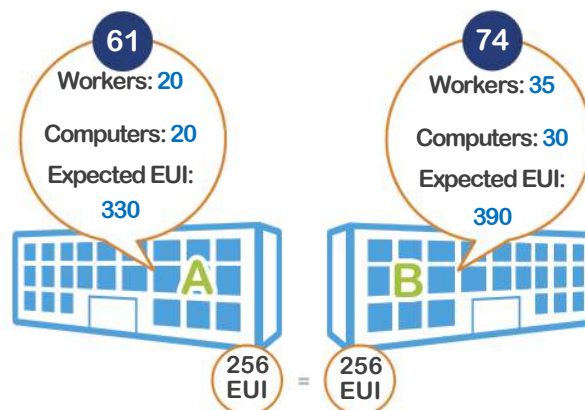 61
Workers: 20
Computers: 20
Expected EUI:
330
A
74
Workers: 35
Computers: 30
Expected EUI:
390
B
256
EUI
=
256
EUI